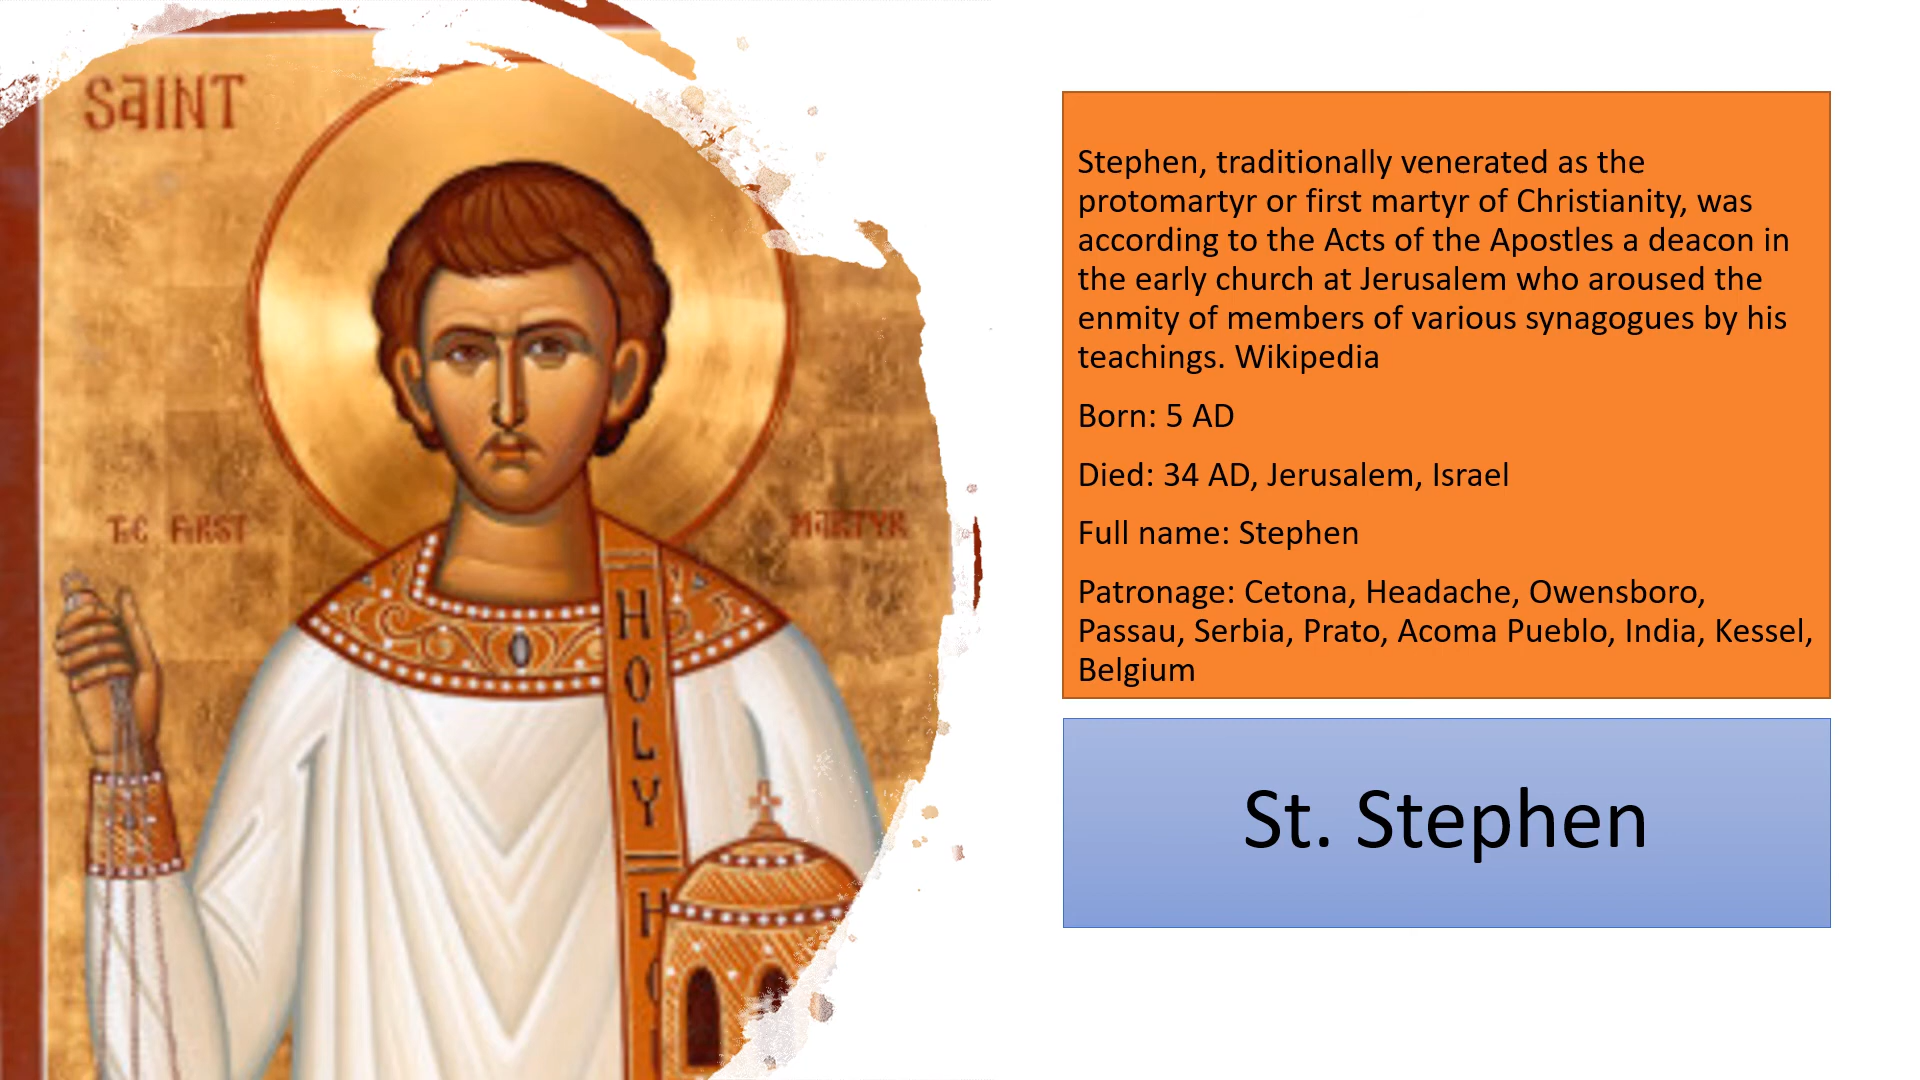 SaINT
THE FIRST
MaRTYR
HOLY
HO
Stephen, traditionally venerated as the
protomartyr or first martyr of Christianity, was
according to the Acts of the Apostles a deacon in
the early church at Jerusalem who aroused the
enmity of members of various synagogues by his
teachings. Wikipedia
Born: 5 AD
Died: 34 AD, Jerusalem, Israel
Full name: Stephen
Patronage: Cetona, Headache, Owensboro,
Passau, Serbia, Prato, Acoma Pueblo, India, Kessel,
Belgium
St. Stephen